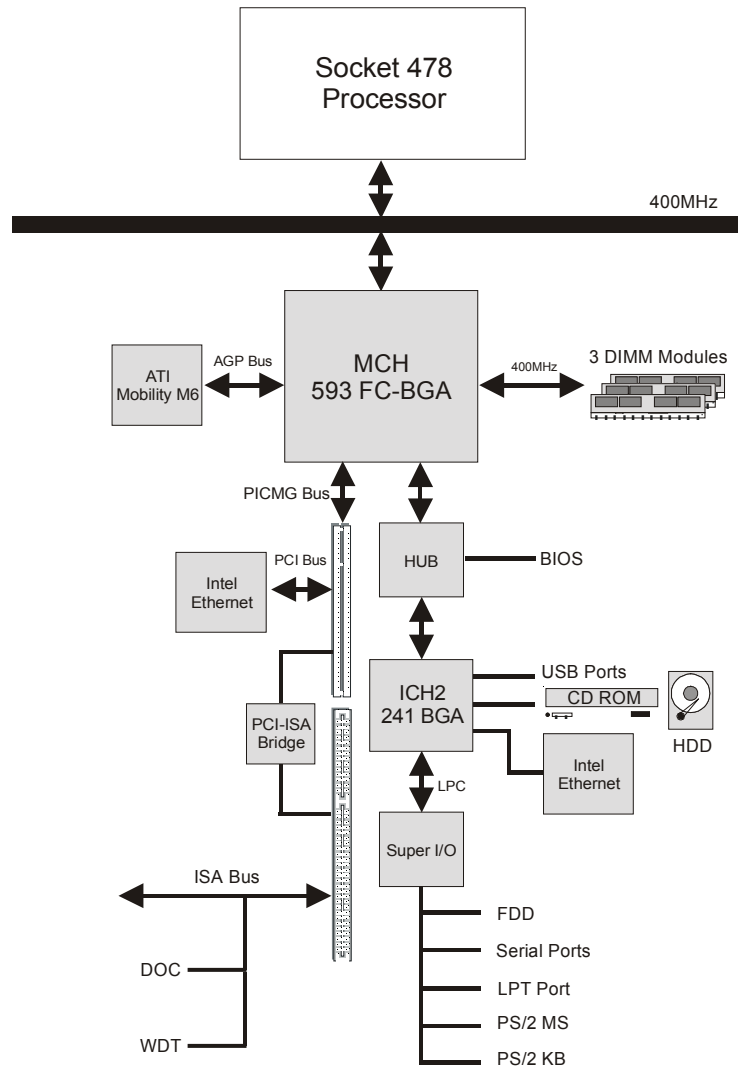 Socket 478
Processor
400MHz
ATI
Mobility M6
AGP Bus
MCH
593 FC-BGA
400MHz
3 DIMM Modules
PICMG Bus
Intel
Ethernet
PCI Bus
HUB
BIOS
PCI-ISA
Bridge
ICH2
241 BGA
USB Ports
CD ROM
HDD
Intel
Ethernet
LPC
Super I/O
ISA Bus
DOC
WDT
FDD
Serial Ports
LPT Port
PS/2 MS
PS/2 KB